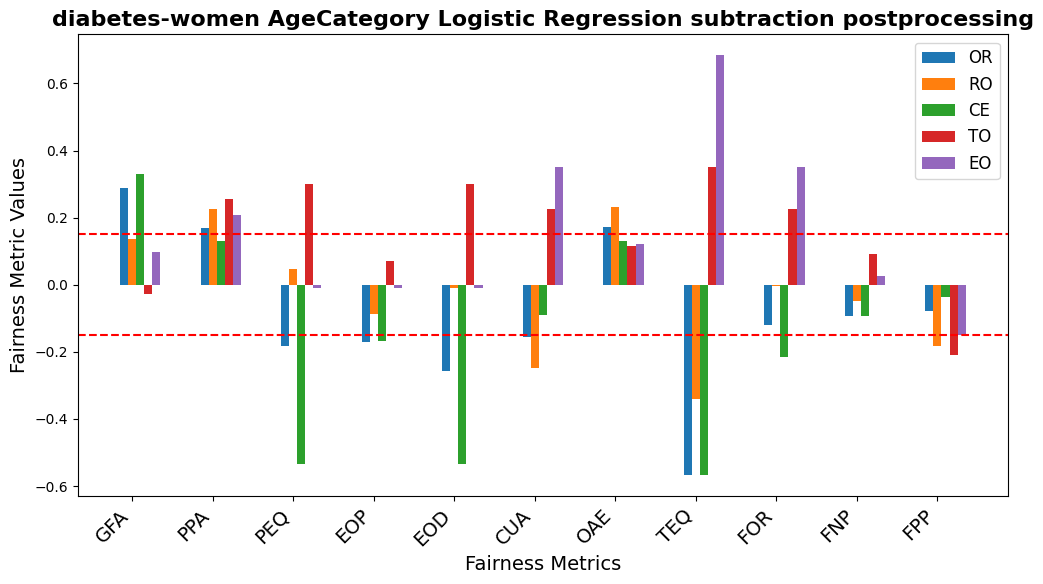 diabetes-women AgeCategory Logistic Regression subtraction postprocessing
Fairness Metric Values
0.6
0.4
0.2
0.0
−0.2
−0.4
−0.6
OR
RO
CE
TO
EO
GFA
PPA
PEQ
EOP
EOD
CUA
OAE
TEQ
FOR
FNP
FPP
Fairness Metrics